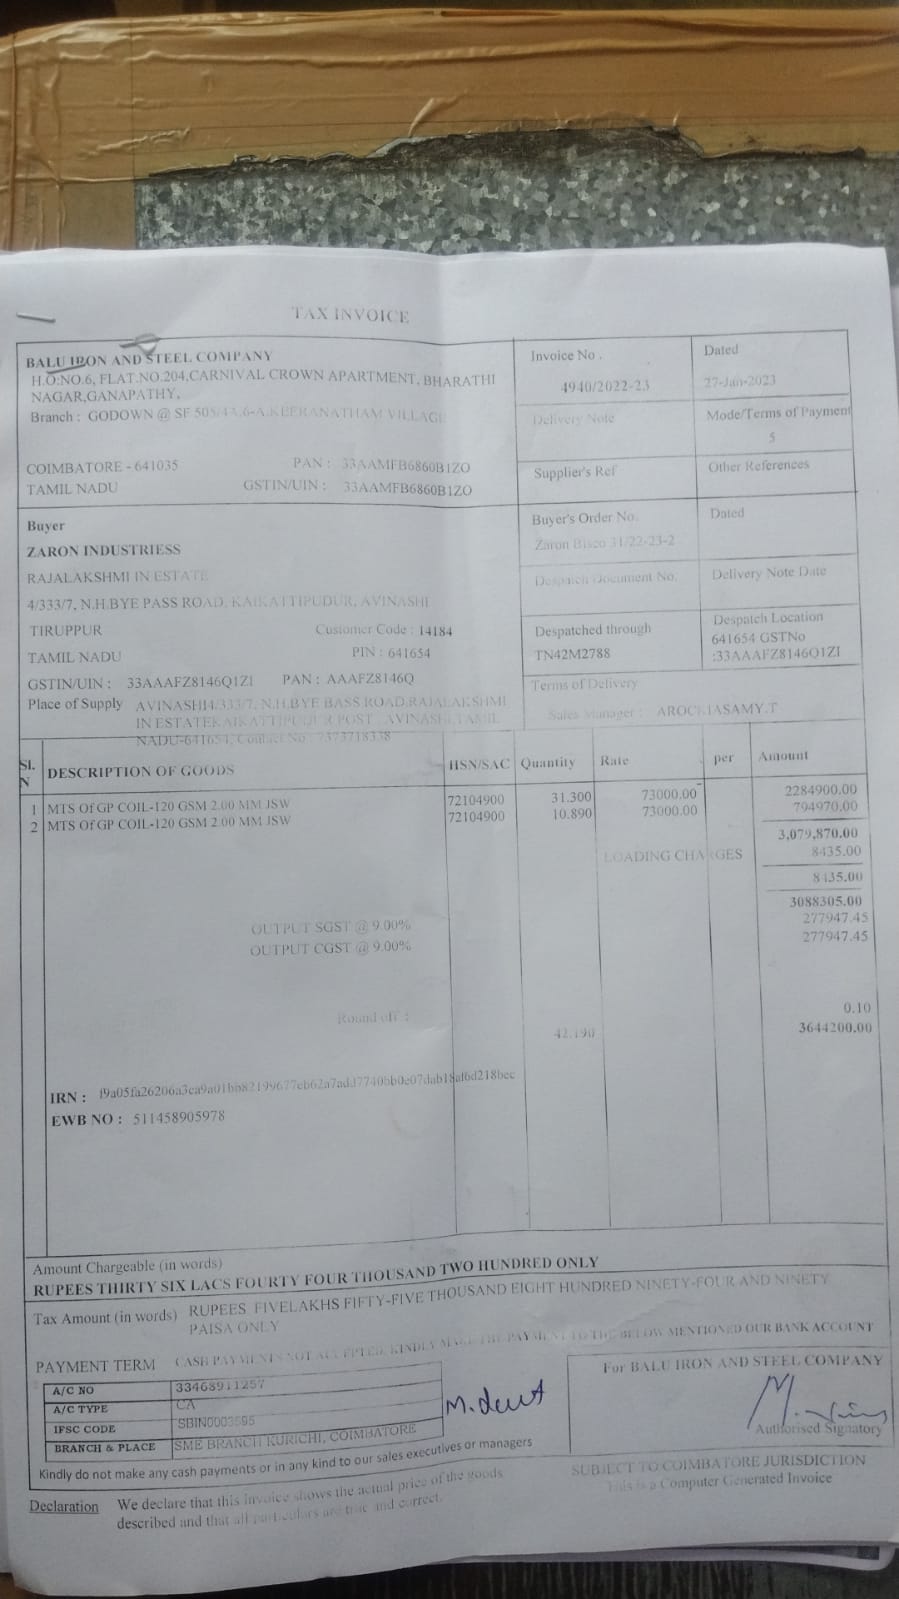 TAX INVOICE
BALU IRON AND STEEL COMPANY
H.O:NO.6, FLAT.NO.204,CARNIVAL CROWN APARTMENT, BHARATHI
NAGAR,GANAPATHY,
Branch : GODOWN @ SF 505/ KEERANATHAM VILLAGE
COIMBATORE - 641035 PAN : 33AAMFB6860B1ZO
TAMIL NADU GSTIN/UIN : 33AAMFB6860B1ZO
Invoice No .
4940/2022-23
Dated
27-Jan-2023
Delivery Note
Mode/Terms of Payment
5
Supplier's Ref
Other References
Buyer
ZARON INDUSTRIESS
RAJALAKSHMI IN ESTATE
4/333/7, N.H.BYE PASS ROAD, KAIKATTIPUDUR, AVINASHI
TIRUPPUR Customer Code : 14184
TAMIL NADU PIN : 641654
GSTIN/UIN : 33AAAFZ8146Q1ZI PAN : AAAFZ8146Q
Place of Supply AVINASHI4/333/7, N.H.BYE BASS ROAD,RAJALAKSHMI
IN ESTATEKAIKATTIPUDUR POST , AVINASHI,TAMIL
NADU-641654, Contact No : 7373718338
Buyer's Order No.
Zaron Bisco 31/22-23-2
Dated
Despatch Document No.
Delivery Note Date
Despatched through
TN42M2788
Despatch Location
641654 GSTNo
:33AAAFZ8146Q1ZI
Terms of Delivery
Sales Manager : AROCKIASAMY.T
Sl.
N DESCRIPTION OF GOODS HSN/SAC Quantity Rate per Amount
1 MTS Of GP COIL-120 GSM 2.00 MM JSW 72104900 31.300 73000.00 2284900.00
2 MTS Of GP COIL-120 GSM 2.00 MM JSW 72104900 10.890 73000.00 794970.00
3,079,870.00
LOADING CHARGES 8435.00
8435.00
3088305.00
OUTPUT SGST @ 9.00% 277947.45
OUTPUT CGST @ 9.00% 277947.45
Round off : 0.10
42.190 3644200.00
IRN :
EWB NO : 511458905978
Amount Chargeable (in words)
RUPEES THIRTY SIX LACS FOURTY FOUR THOUSAND TWO HUNDRED ONLY
Tax Amount (in words) RUPEES FIVELAKHS FIFTY-FIVE THOUSAND EIGHT HUNDRED NINETY-FOUR AND NINETY
PAISA ONLY
PAYMENT TERM CASH PAYMENTS NOT ACCEPTED. KINDLY MAKE THE PAYMENT TO THE BELOW MENTIONED OUR BANK ACCOUNT
A/C NO 33468911257
A/C TYPE CA
IFSC CODE SBIN0003595
BRANCH & PLACE SME BRANCH KURICHI, COIMBATORE
For BALU IRON AND STEEL COMPANY
Authorised Signatory
Kindly do not make any cash payments or in any kind to our sales executives or managers
SUBJECT TO COIMBATORE JURISDICTION
This is a Computer Generated Invoice
Declaration We declare that this invoice shows the actual price of the goods
described and that all particulars are true and correct.